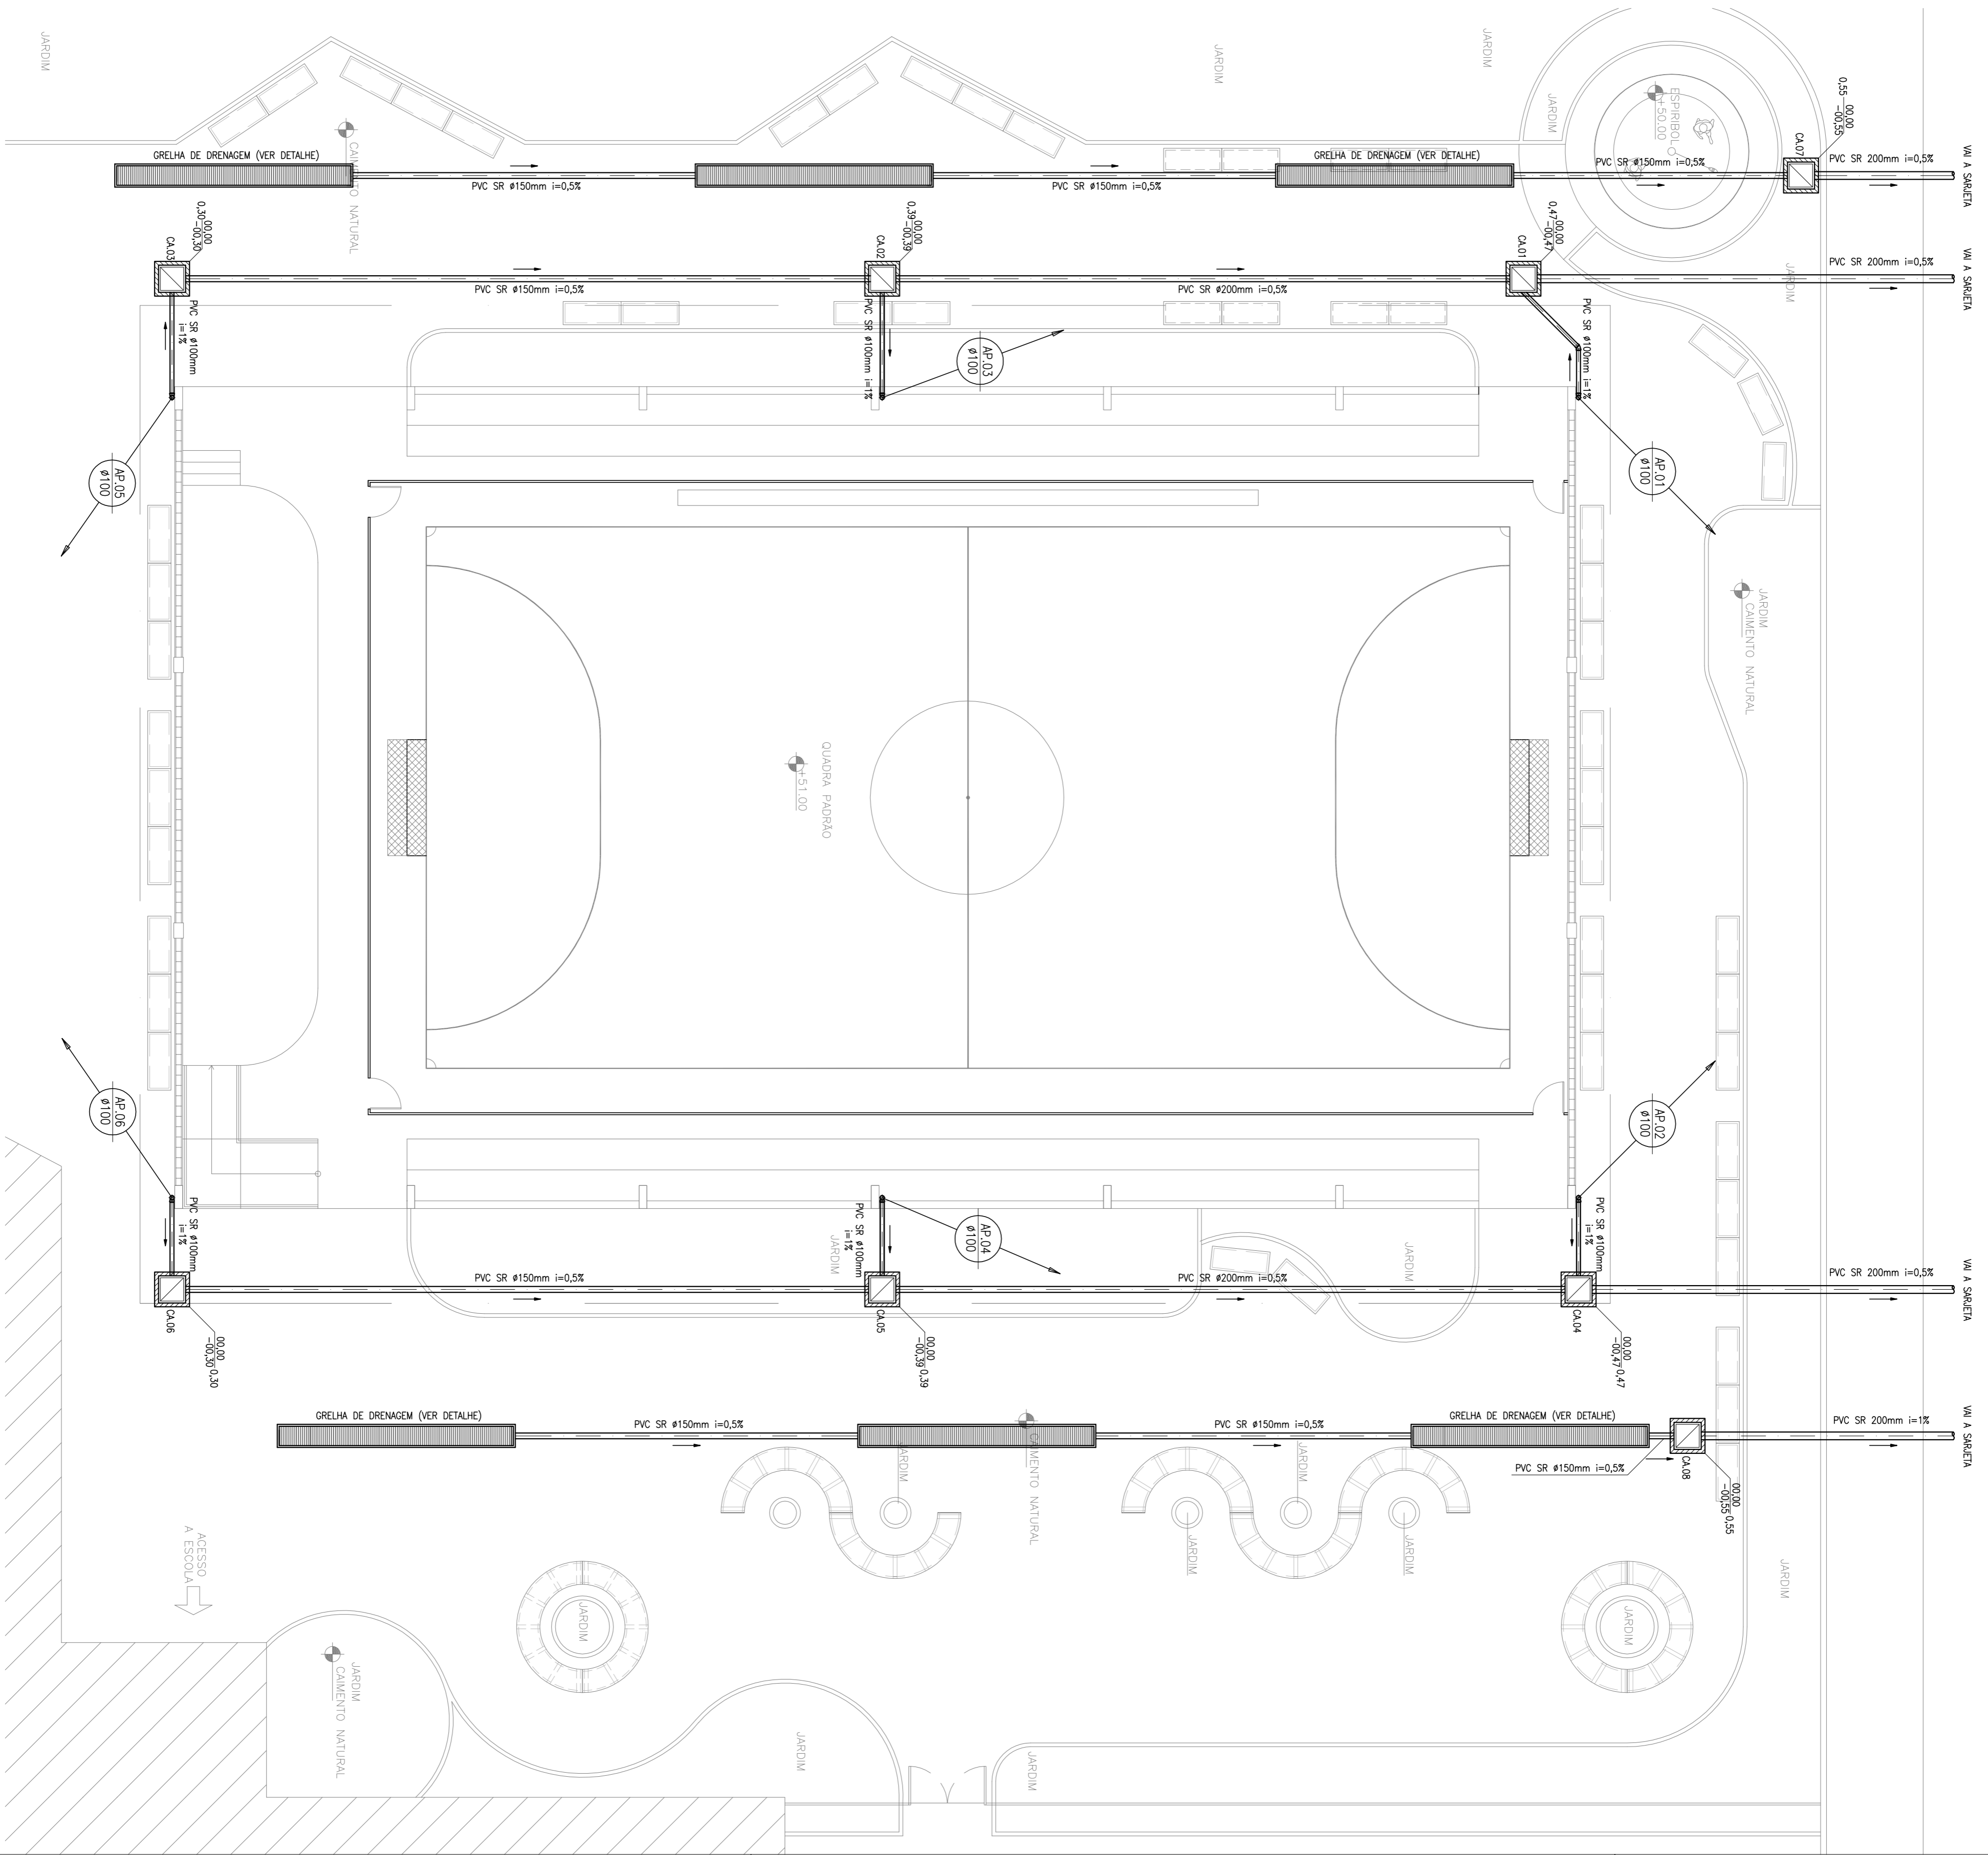 JARDIM
JARDIM
JARDIM
JARDIM
ESPIRIBOL
+50.00
CA.07
00,00
0,55
-00,55
VAI A SARJETA
GRELHA DE DRENAGEM (VER DETALHE)
CAIMENTO NATURAL
PVC SR ø150mm i=0,5%
PVC SR ø150mm i=0,5%
GRELHA DE DRENAGEM (VER DETALHE)
PVC SR ø150mm i=0,5%
PVC SR 200mm i=0,5%
CA.03
00,00
0,30
-00,30
PVC SR ø150mm i=0,5%
CA.02
00,00
0,39
-00,39
PVC SR ø200mm i=0,5%
CA.01
00,00
0,47
-00,47
JARDIM
PVC SR 200mm i=0,5%
VAI A SARJETA
PVC SR ø100mm
i=1%
PVC SR ø100mm i=1%
AP.03
ø100
PVC SR ø100mm i=1%
AP.05
ø100
AP.01
ø100
JARDIM
CAIMENTO NATURAL
QUADRA PADRÃO
+51.00
AP.06
ø100
AP.02
ø100
PVC SR ø100mm
i=1%
PVC SR ø100mm
i=1%
AP.04
ø100
PVC SR ø100mm
i=1%
JARDIM
JARDIM
PVC SR ø150mm i=0,5%
PVC SR ø200mm i=0,5%
PVC SR 200mm i=0,5%
VAI A SARJETA
CA.06
00,00
-00,30
0,30
CA.05
00,00
-00,39
0,39
CA.04
00,00
-00,47
0,47
GRELHA DE DRENAGEM (VER DETALHE)
PVC SR ø150mm i=0,5%
CAIMENTO NATURAL
PVC SR ø150mm i=0,5%
GRELHA DE DRENAGEM (VER DETALHE)
PVC SR ø150mm i=0,5%
CA.08
00,00
-00,55
0,55
PVC SR 200mm i=1%
VAI A SARJETA
JARDIM
JARDIM
JARDIM
JARDIM
JARDIM
ACESSO
A ESCOLA
JARDIM
JARDIM
JARDIM
CAIMENTO NATURAL
JARDIM
JARDIM